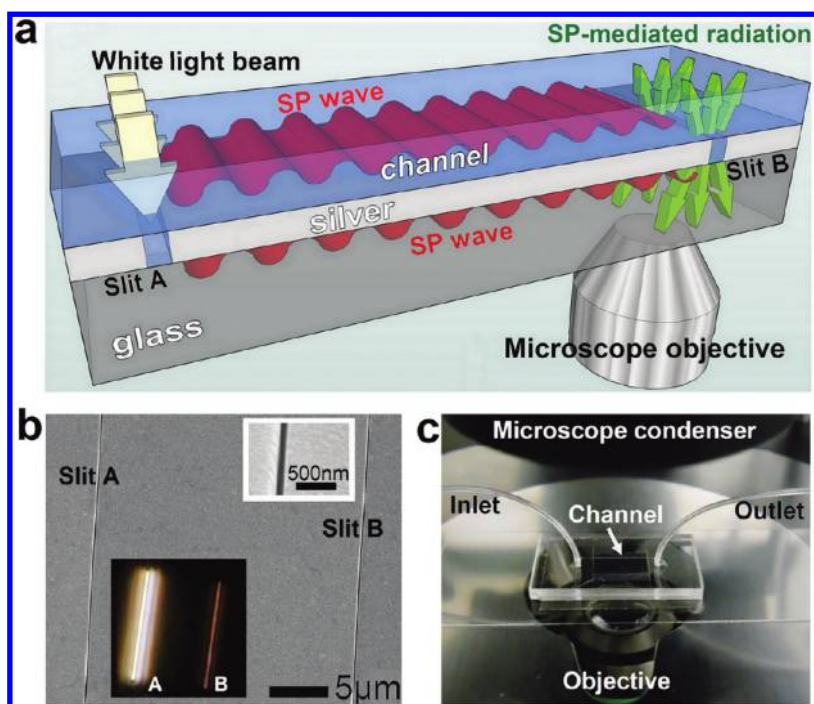 a
SP-mediated radiation
White light beam
SP wave
channel
Slit B
silver
SP wave
Slit A
glass
Microscope objective
b
Slit A
500nm
Slit B
A
B
5μm
c
Microscope condenser
Inlet
Channel
Outlet
Objective